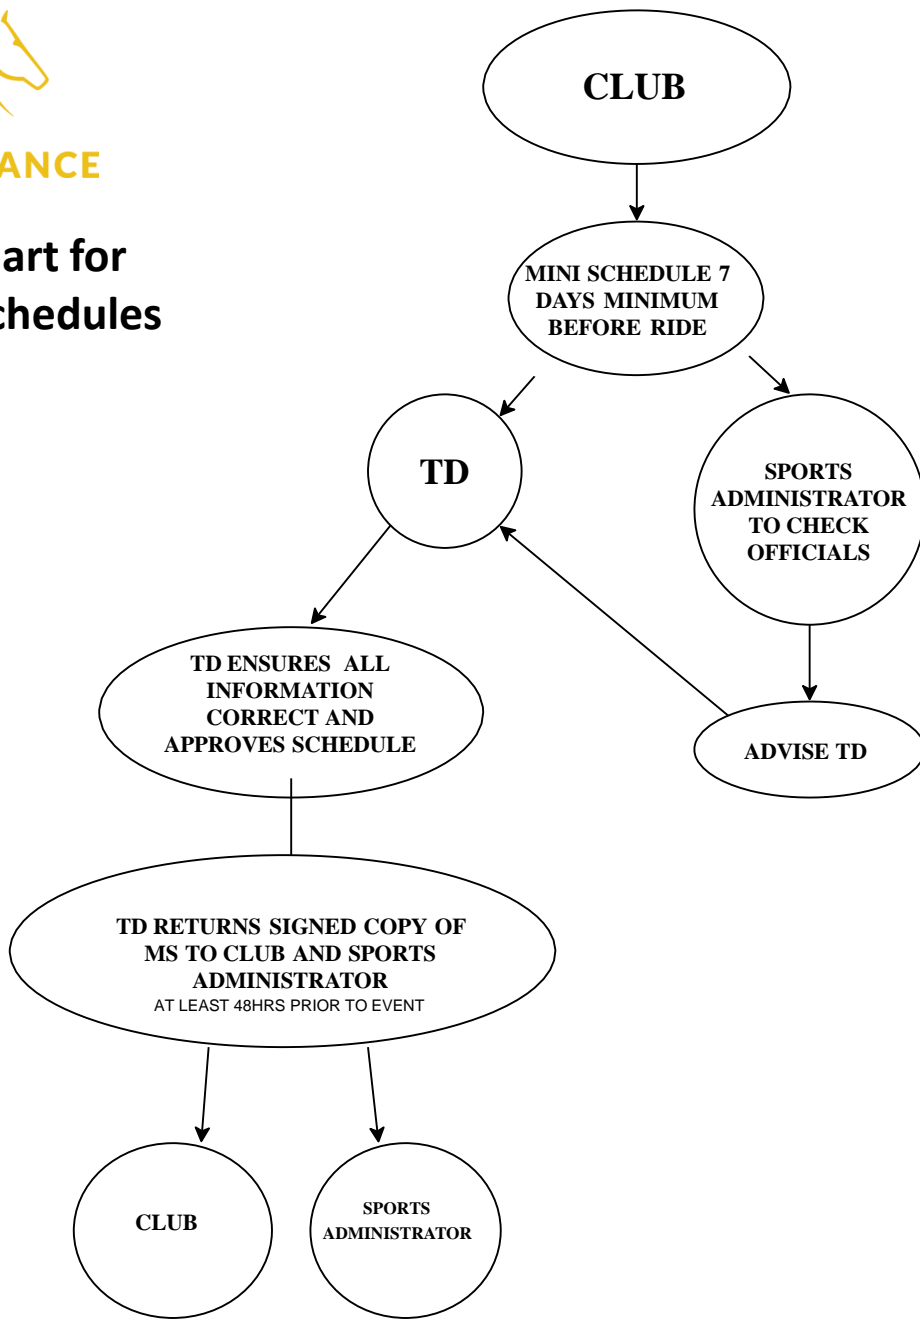 ANCE
art for
chedules
CLUB
MINI SCHEDULE 7
DAYS MINIMUM
BEFORE RIDE
TD
SPORTS
ADMINISTRATOR
TO CHECK
OFFICIALS
TD ENSURES ALL
INFORMATION
CORRECT AND
APPROVES SCHEDULE
ADVISE TD
TD RETURNS SIGNED COPY OF
MS TO CLUB AND SPORTS
ADMINISTRATOR
AT LEAST 48HRS PRIOR TO EVENT
CLUB
SPORTS
ADMINISTRATOR